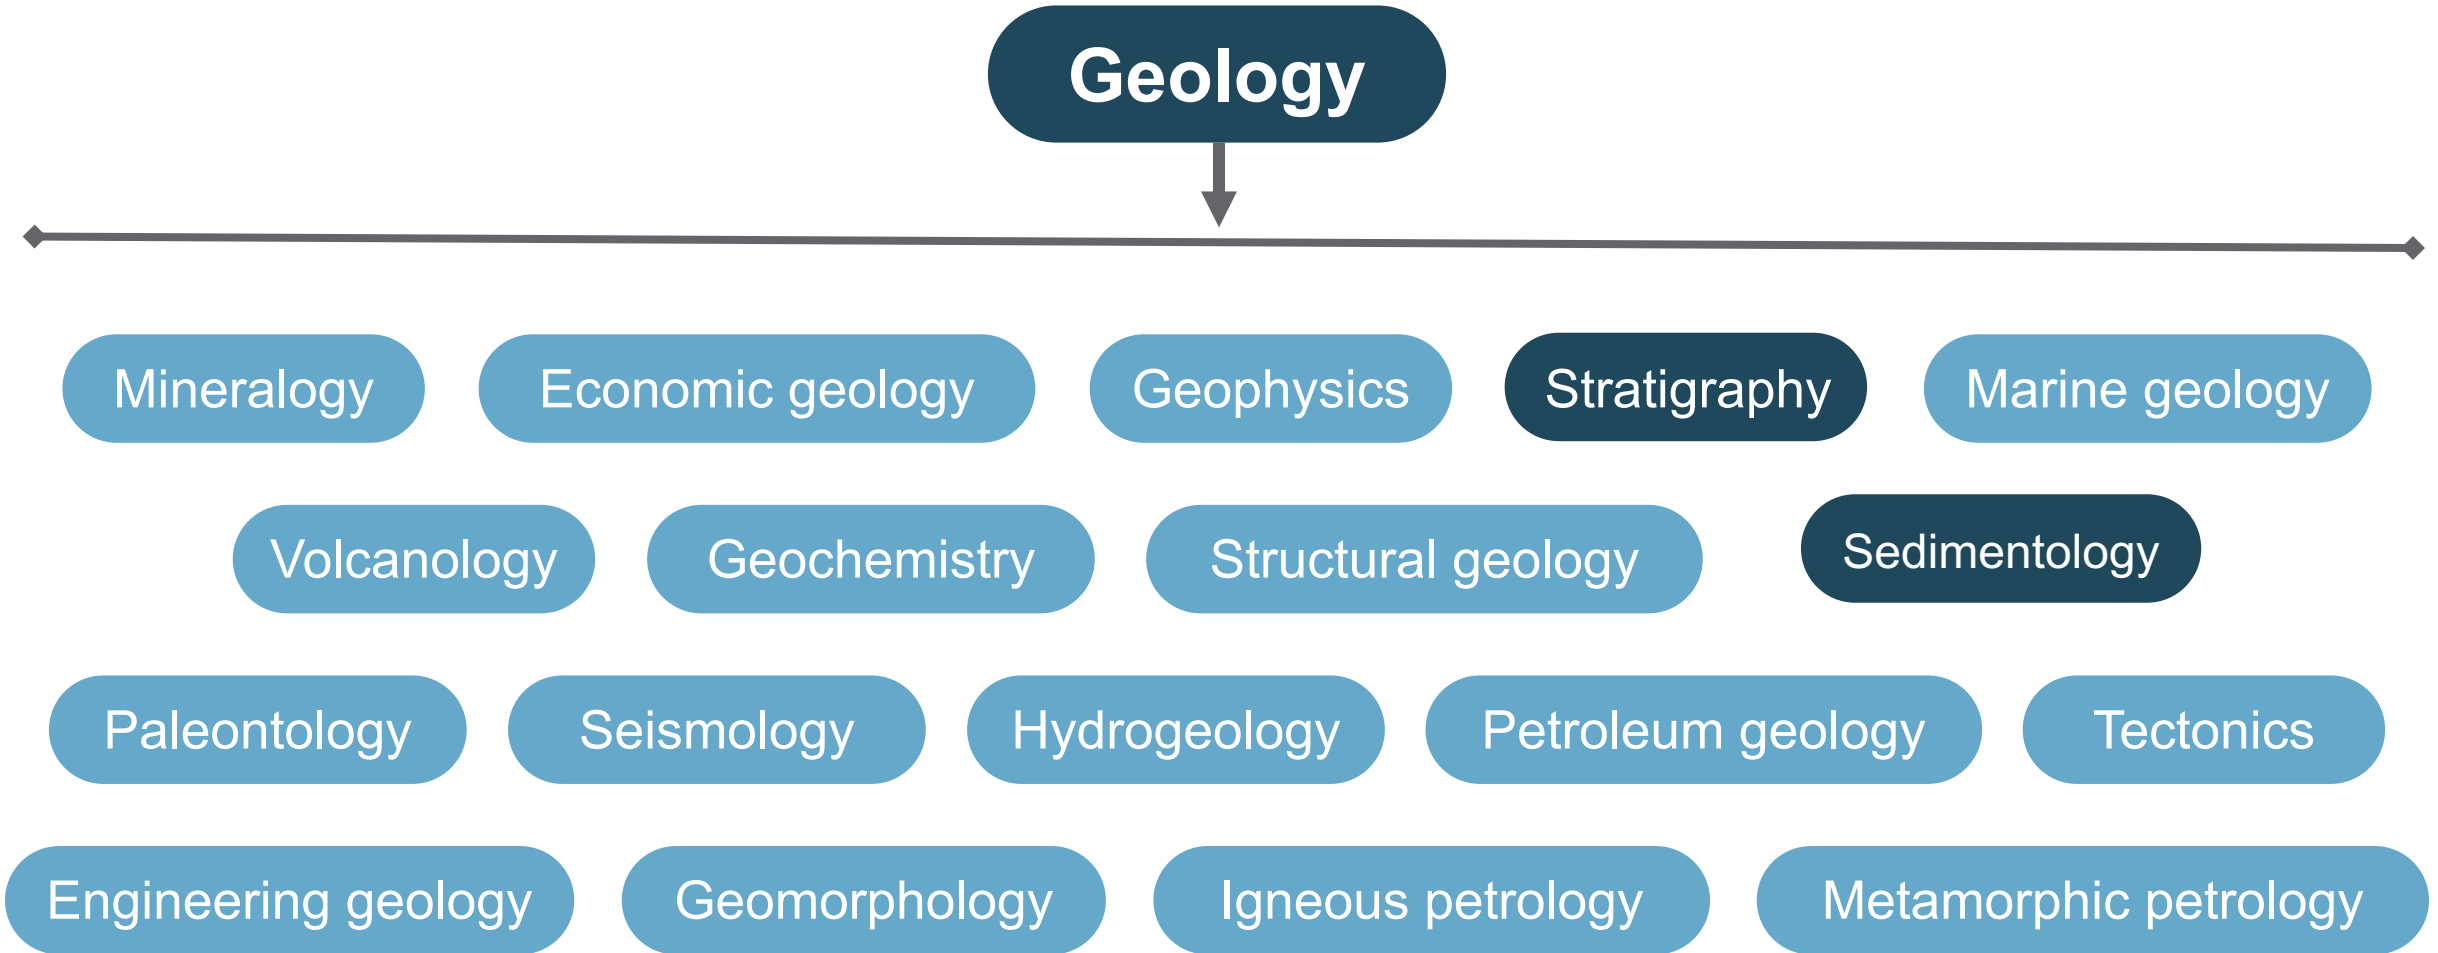 Geology
Mineralogy Economic geology Geophysics Stratigraphy Marine geology
Volcanology Geochemistry Structural geology Sedimentology
Paleontology Seismology Hydrogeology Petroleum geology Tectonics
Engineering geology Geomorphology Igneous petrology Metamorphic petrology